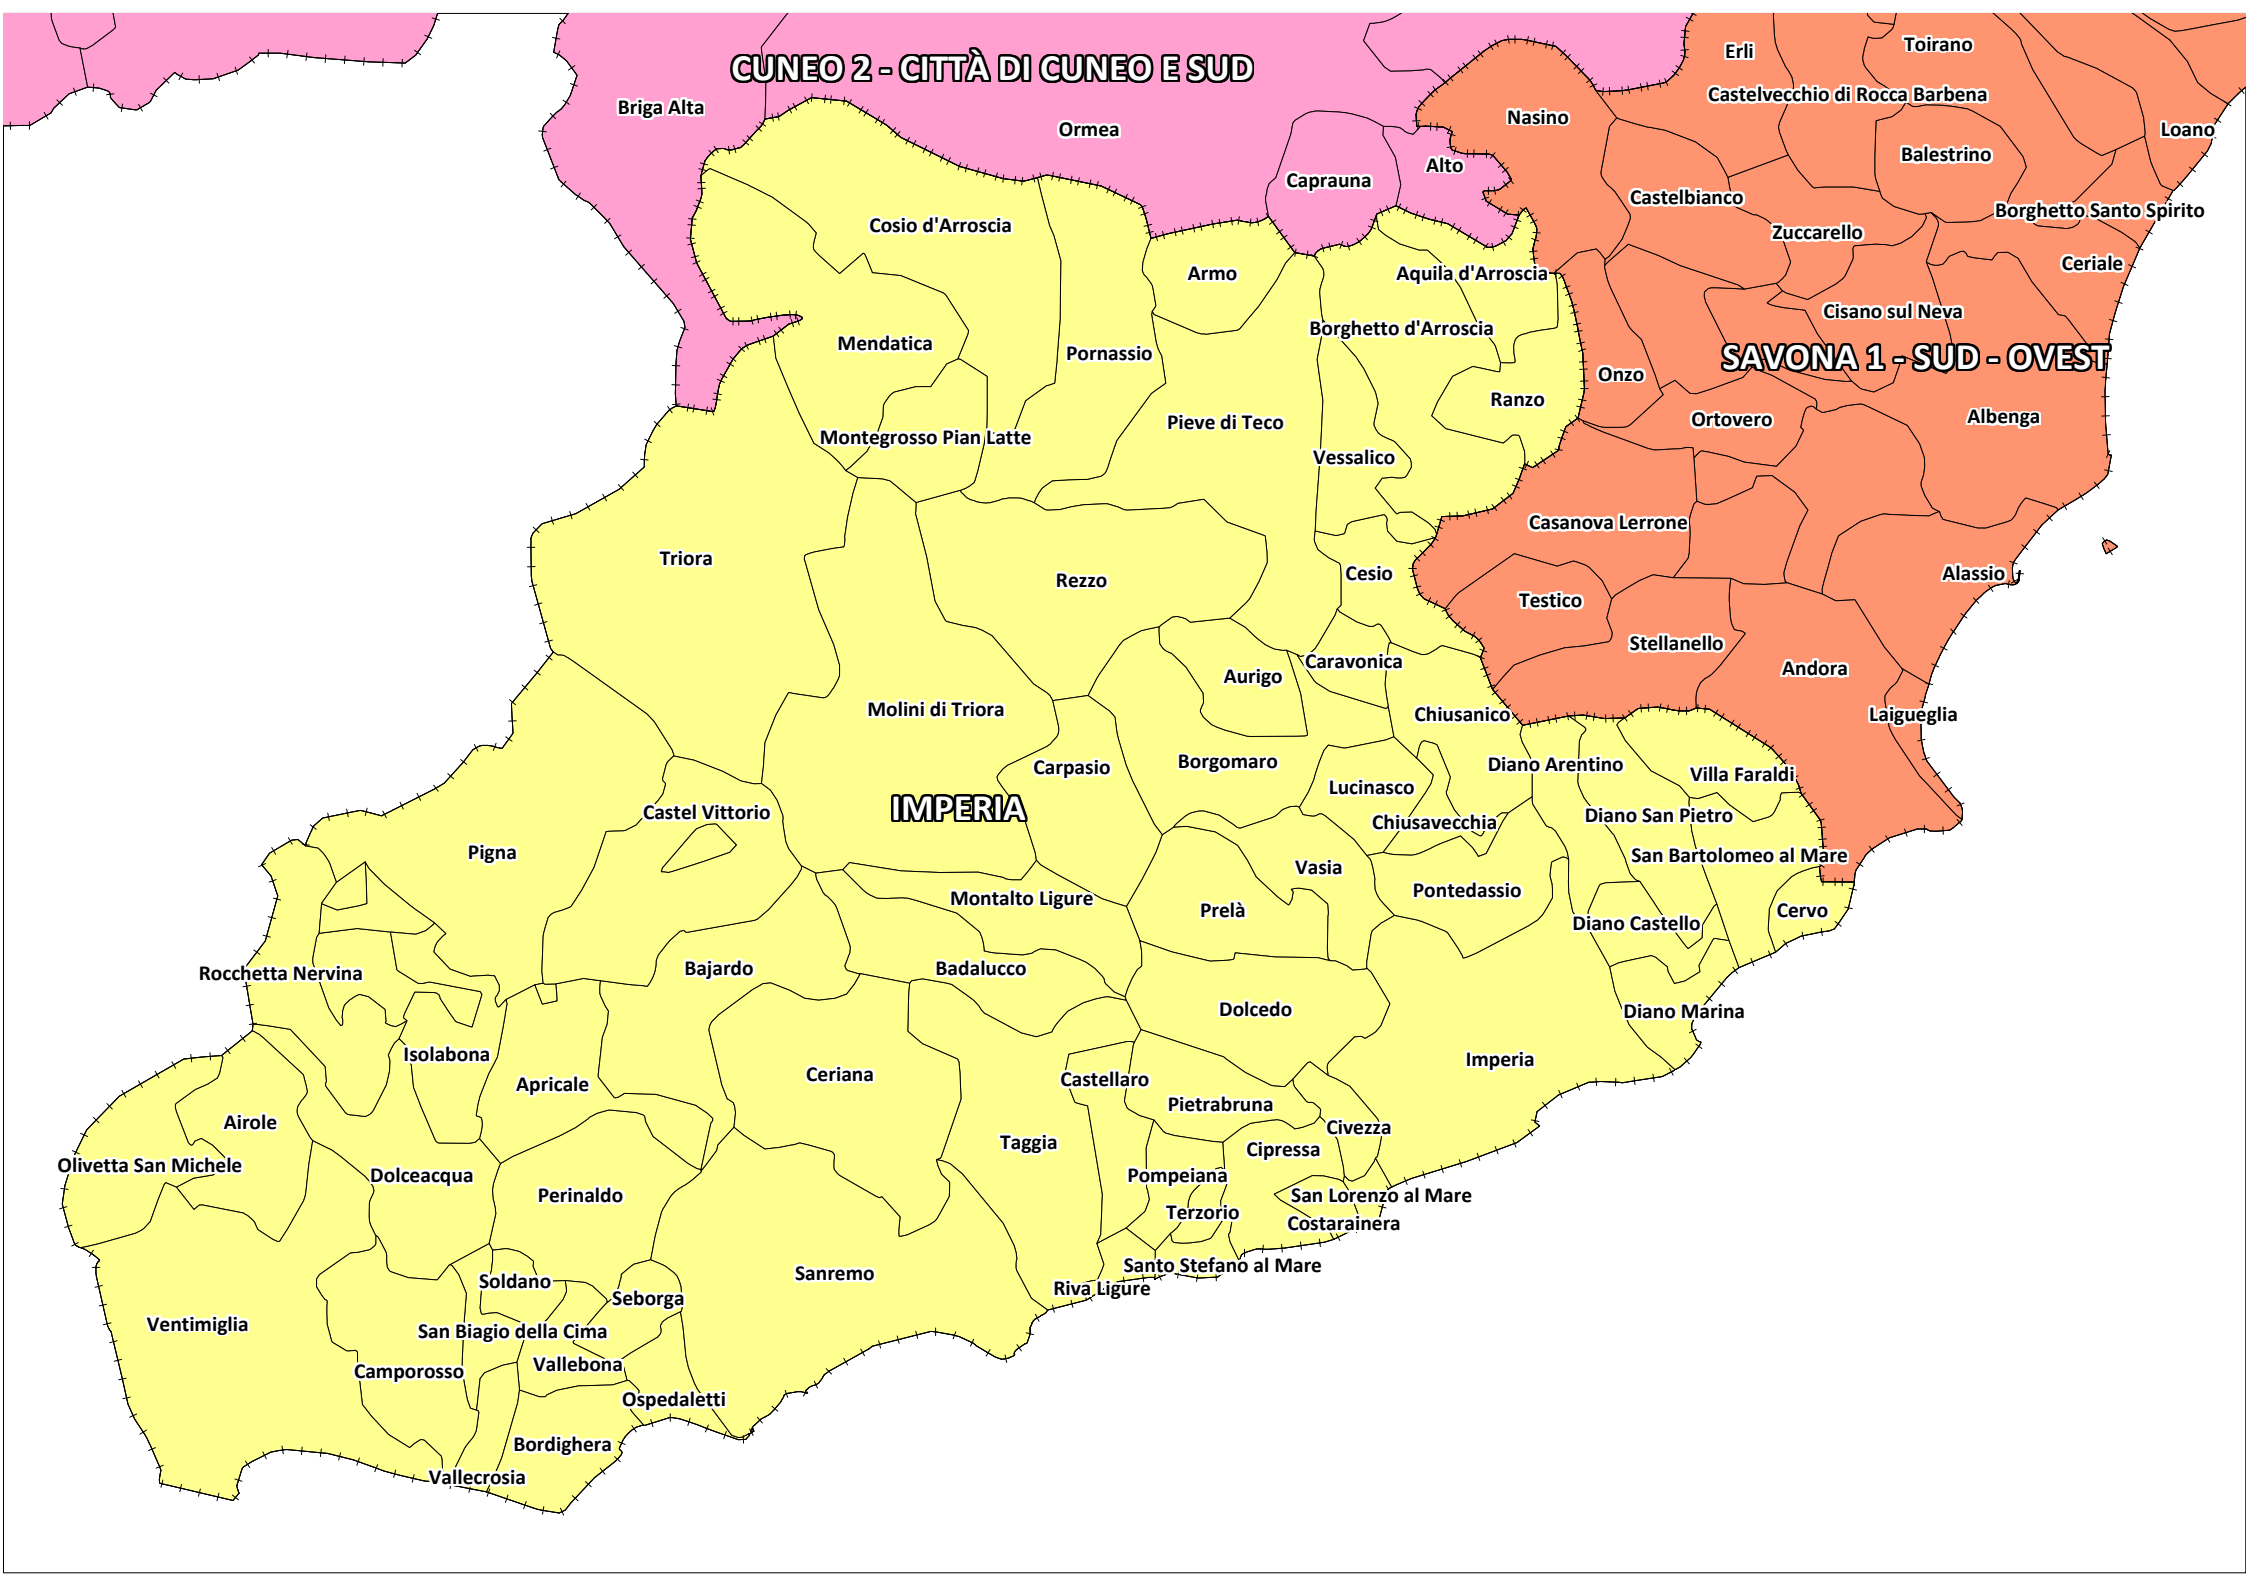 Erli
Toirano
CUNEO 2 - CITTÀ DI CUNEO E SUD
Briga Alta
Castelvecchio di Rocca Barbena
Nasino
Ormea
Loano
Balestrino
Alto
Caprauna
Castelbianco
Borghetto Santo Spirito
Cosio d'Arroscia
Zuccarello
Ceriale
Armo
Aquila d'Arroscia
Cisano sul Neva
Borghetto d'Arroscia
Mendatica
Pornassio
SAVONA 1 - SUD - OVEST
Onzo
Ranzo
Albenga
Ortovero
Pieve di Teco
Montegrosso Pian Latte
Vessalico
Casanova Lerrone
Triora
Cesio
Alassio
Rezzo
Testico
Stellanello
Caravonica
Andora
Aurigo
Molini di Triora
Chiusanico
Laigueglia
Borgomaro
Diano Arentino
Carpasio
Villa Faraldi
Lucinasco
IMPERIA
Castel Vittorio
Diano San Pietro
Chiusavecchia
Pigna
San Bartolomeo al Mare
Vasia
Pontedassio
Montalto Ligure
Prelà
Cervo
Diano Castello
Rocchetta Nervina
Bajardo
Badalucco
Dolcedo
Diano Marina
Isolabona
Imperia
Ceriana
Castellaro
Apricale
Pietrabruna
Airole
Civezza
Taggia
Cipressa
Olivetta San Michele
Dolceacqua
Pompeiana
Perinaldo
San Lorenzo al Mare
Terzorio
Costarainera
Santo Stefano al Mare
Sanremo
Soldano
Riva Ligure
Seborga
Ventimiglia
San Biagio della Cima
Vallebona
Camporosso
Ospedaletti
Bordighera
Vallecrosia